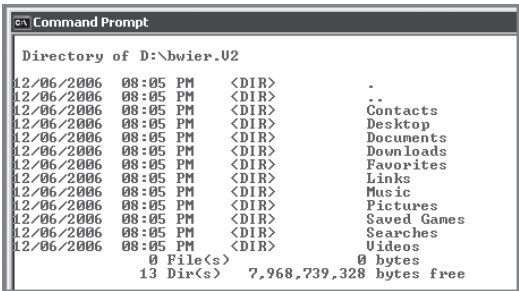 C:\ Command Prompt
Directory of D:\bwier.V2
12/06/2006 08:05 PM <DIR> .
12/06/2006 08:05 PM <DIR> ..
12/06/2006 08:05 PM <DIR> Contacts
12/06/2006 08:05 PM <DIR> Desktop
12/06/2006 08:05 PM <DIR> Documents
12/06/2006 08:05 PM <DIR> Downloads
12/06/2006 08:05 PM <DIR> Favorites
12/06/2006 08:05 PM <DIR> Links
12/06/2006 08:05 PM <DIR> Music
12/06/2006 08:05 PM <DIR> Pictures
12/06/2006 08:05 PM <DIR> Saved Games
12/06/2006 08:05 PM <DIR> Searches
12/06/2006 08:05 PM <DIR> Videos
0 File(s) 0 bytes
13 Dir(s) 7,968,739,328 bytes free